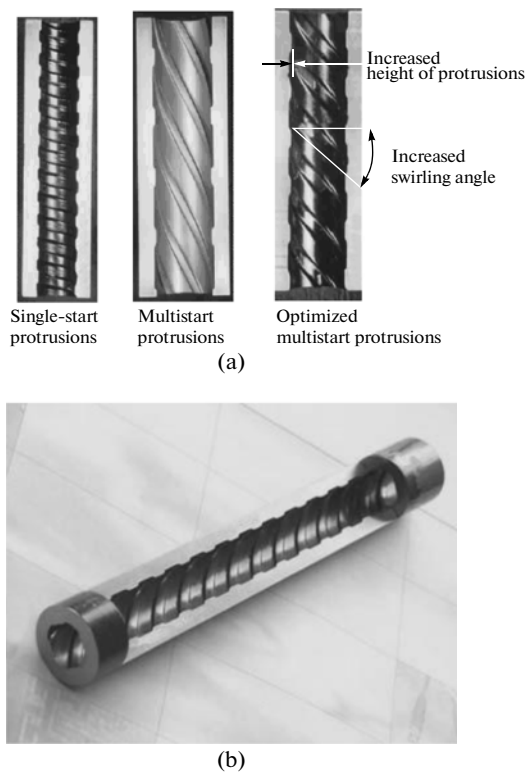 Increased
height of protrusions
Increased
swirling angle
Single-start
protrusions
Multistart
protrusions
Optimized
multistart protrusions
(a)
(b)